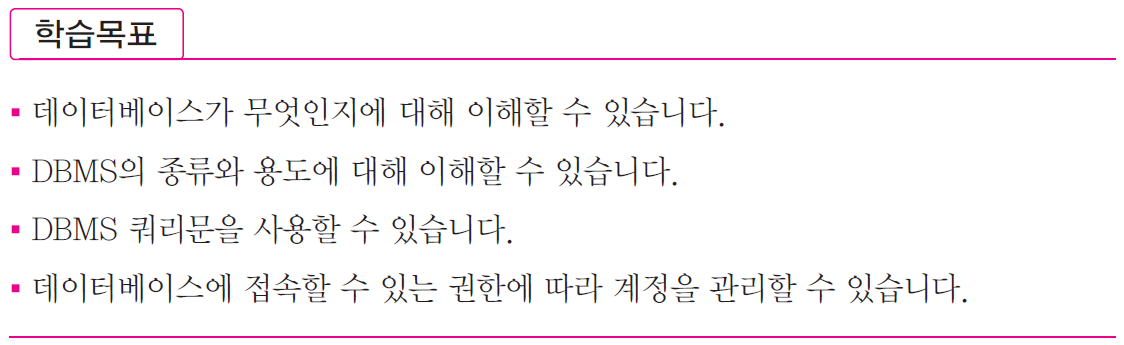 학습목표
▪ 데이터베이스가 무엇인지에 대해 이해할 수 있습니다.
▪ DBMS의 종류와 용도에 대해 이해할 수 있습니다.
▪ DBMS 쿼리문을 사용할 수 있습니다.
▪ 데이터베이스에 접속할 수 있는 권한에 따라 계정을 관리할 수 있습니다.